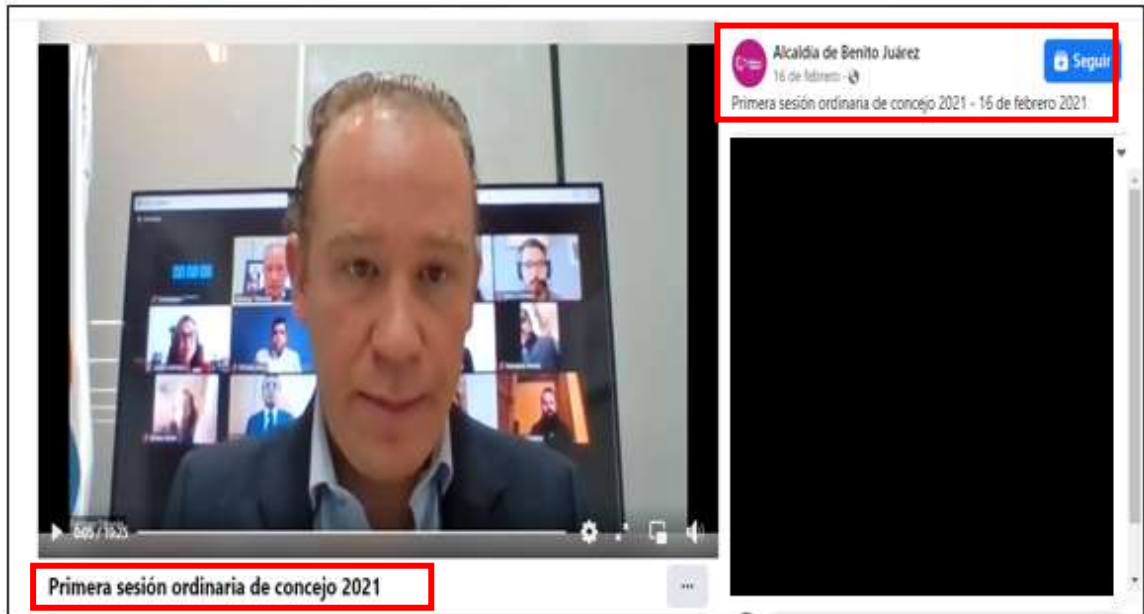 Alcaldía de Benito Juárez
16 de febrero
Seguir
Primera sesión ordinaria de concejo 2021 - 16 de febrero 2021
Primera sesión ordinaria de concejo 2021